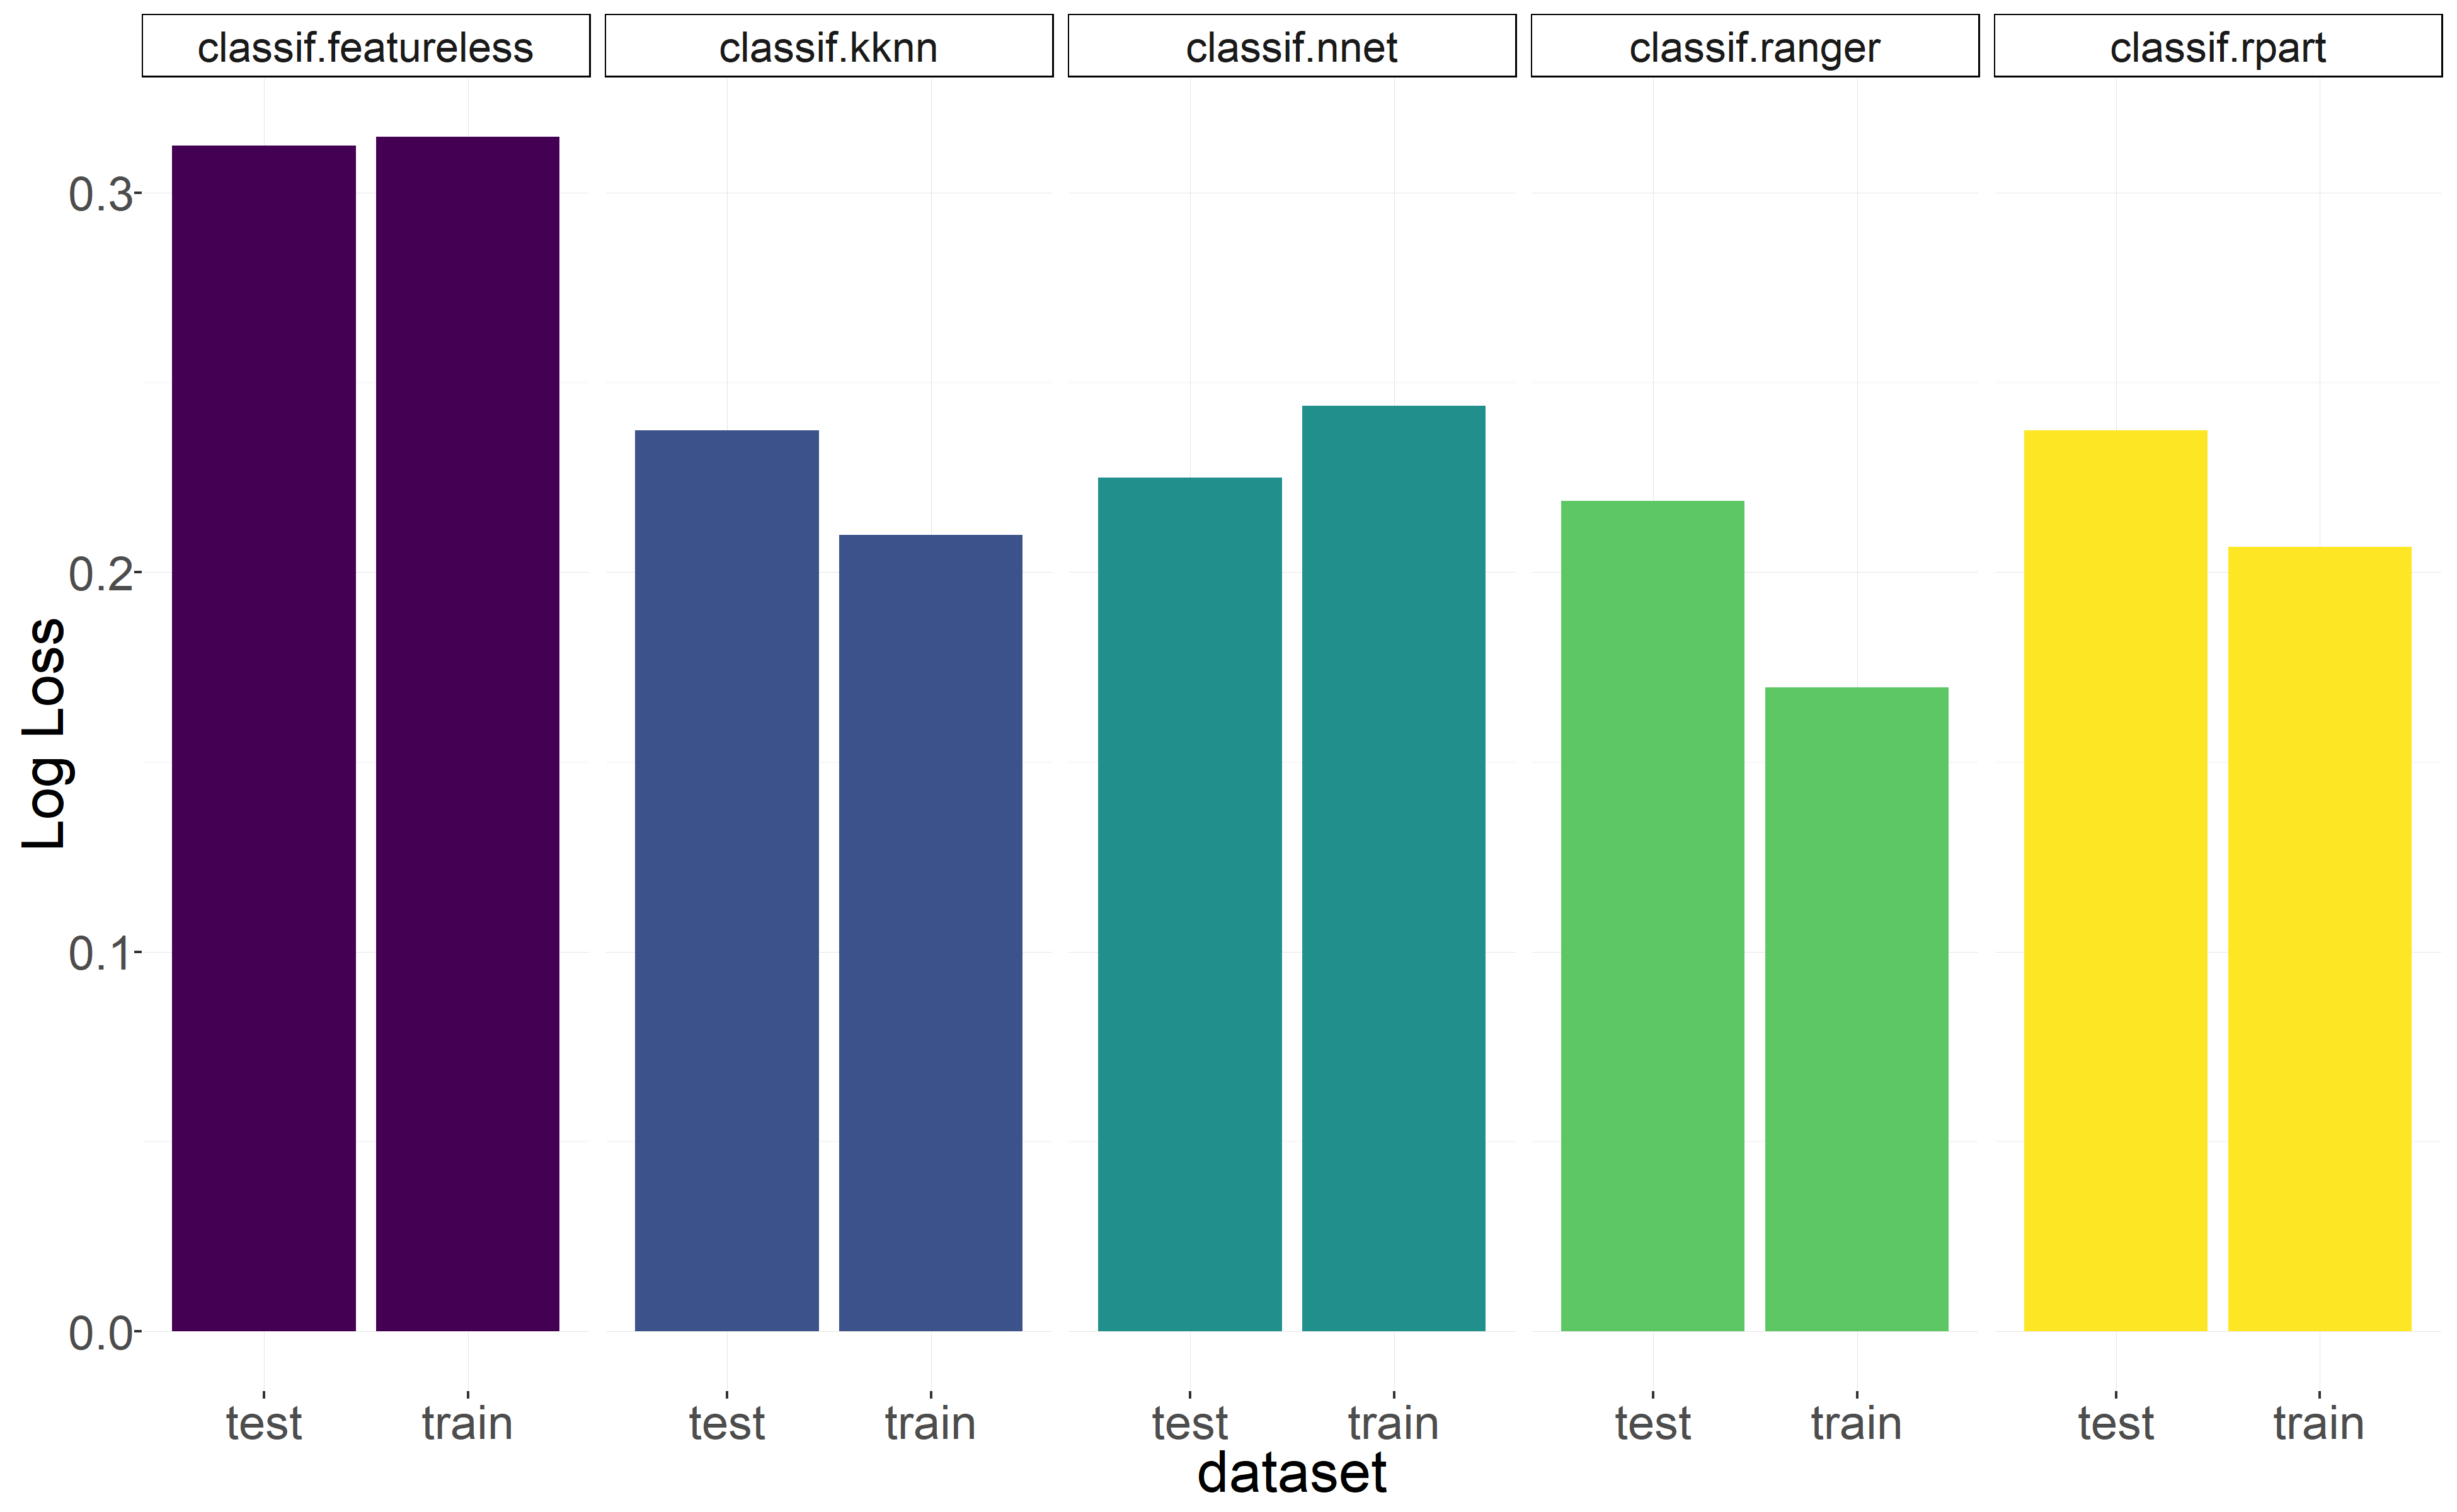 classif.featureless classif.kknn classif.nnet classif.ranger classif.rpart
Log Loss
0.3
0.2
0.1
0.0
test train test train test train test train test train
dataset